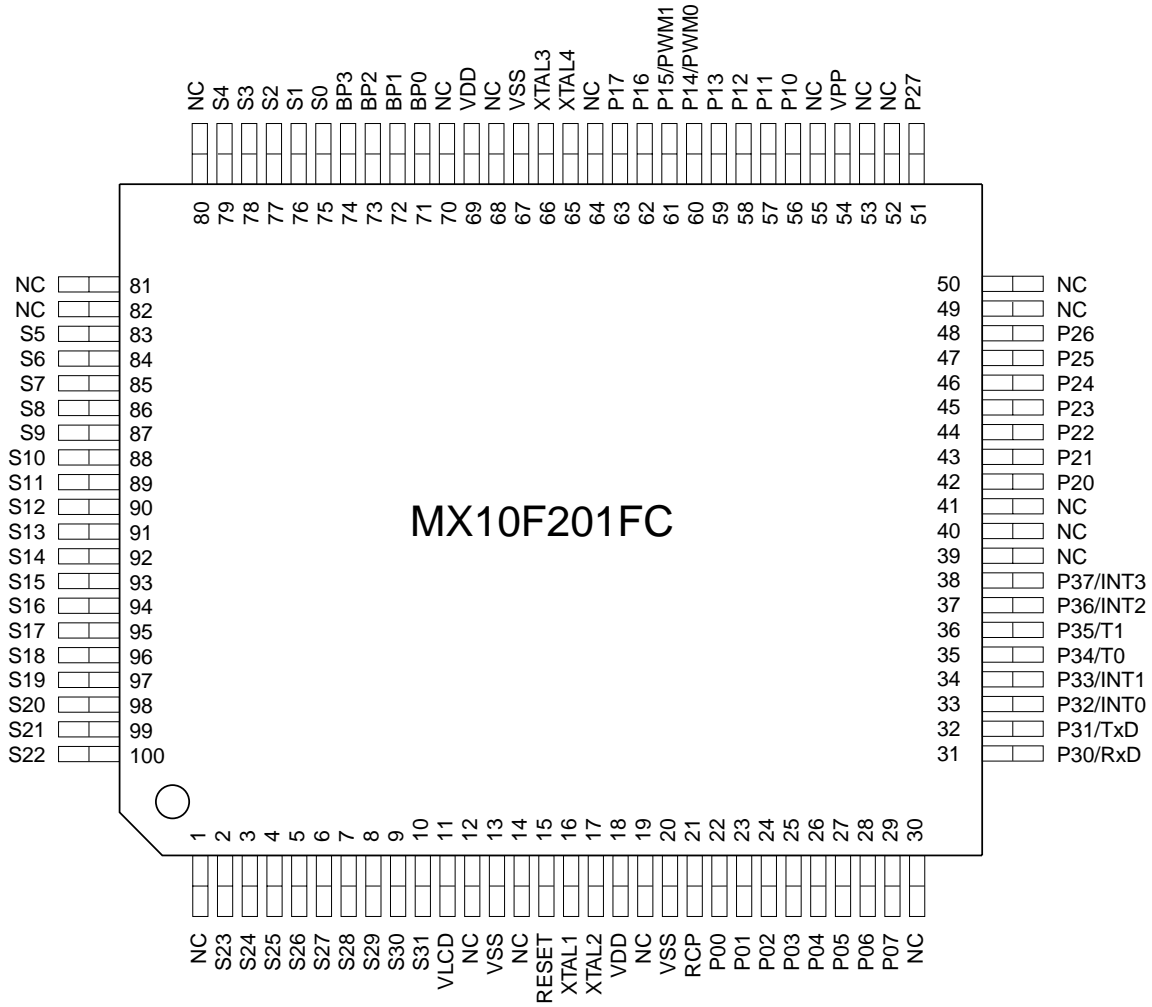 NC S4 S3 S2 S1 S0 BP3 BP2 BP1 BP0 NC VDD NC VSS XTAL3 XTAL4 NC P17 P16 P15/PWM1 P14/PWM0 P13 P12 P11 P10 NC VPP NC NC P27
80 79 78 77 76 75 74 73 72 71 70 69 68 67 66 65 64 63 62 61 60 59 58 57 56 55 54 53 52 51
NC 81 50 NC
NC 82 49 NC
S5 83 48 P26
S6 84 47 P25
S7 85 46 P24
S8 86 45 P23
S9 87 44 P22
S10 88 43 P21
S11 89 42 P20
S12 90 41 NC
MX10F201FC
S13 91 40 NC
S14 92 39 NC
S15 93 38 P37/INT3
S16 94 37 P36/INT2
S17 95 36 P35/T1
S18 96 35 P34/T0
S19 97 34 P33/INT1
S20 98 33 P32/INT0
S21 99 32 P31/TxD
S22 100 31 P30/RxD
1 2 3 4 5 6 7 8 9 10 11 12 13 14 15 16 17 18 19 20 21 22 23 24 25 26 27 28 29 30
NC S23 S24 S25 S26 S27 S28 S29 S30 S31 VLCD NC VSS NC RESET XTAL1 XTAL2 VDD NC VSS RCP P00 P01 P02 P03 P04 P05 P06 P07 NC